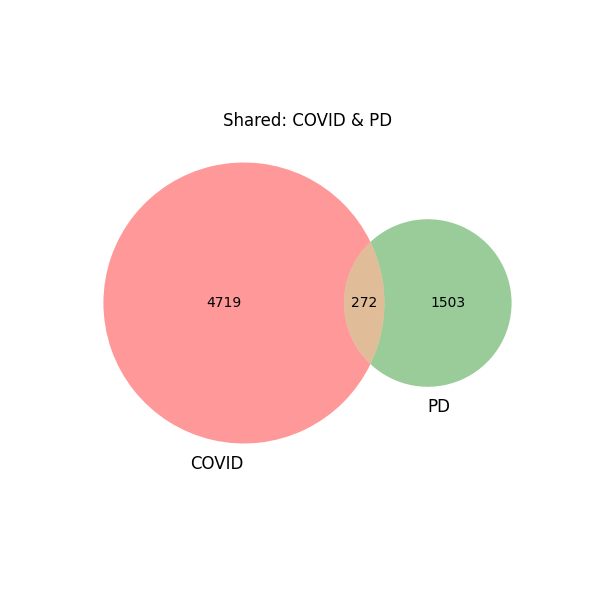 Shared: COVID & PD
4719
272
1503
PD
COVID